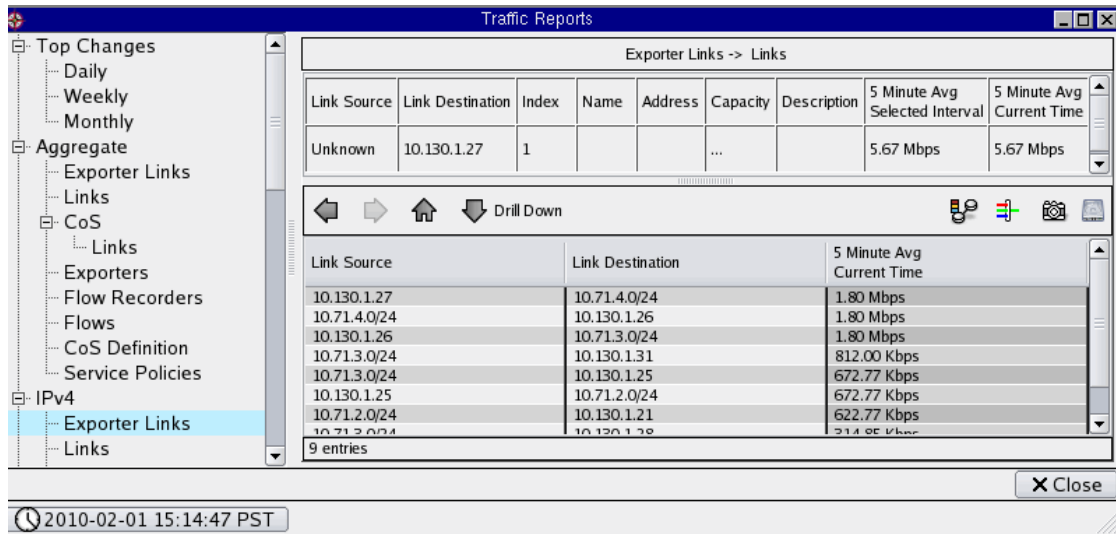 Traffic Reports
Top Changes
Daily
Weekly
Monthly
Aggregate
Exporter Links
Links
CoS
Links
Exporters
Flow Recorders
Flows
CoS Definition
Service Policies
IPv4
Exporter Links
Links
Exporter Links -> Links
Link Source Link Destination Index Name Address Capacity Description 5 Minute Avg Selected Interval 5 Minute Avg Current Time
Unknown 10.130.1.27 1 ... 5.67 Mbps 5.67 Mbps
Drill Down
Link Source Link Destination 5 Minute Avg Current Time
10.130.1.27 10.71.4.0/24 1.80 Mbps
10.71.4.0/24 10.130.1.26 1.80 Mbps
10.130.1.26 10.71.3.0/24 1.80 Mbps
10.71.3.0/24 10.130.1.31 812.00 Kbps
10.71.3.0/24 10.130.1.25 672.77 Kbps
10.130.1.25 10.71.2.0/24 672.77 Kbps
10.71.2.0/24 10.130.1.21 622.77 Kbps
9 entries
Close
2010-02-01 15:14:47 PST